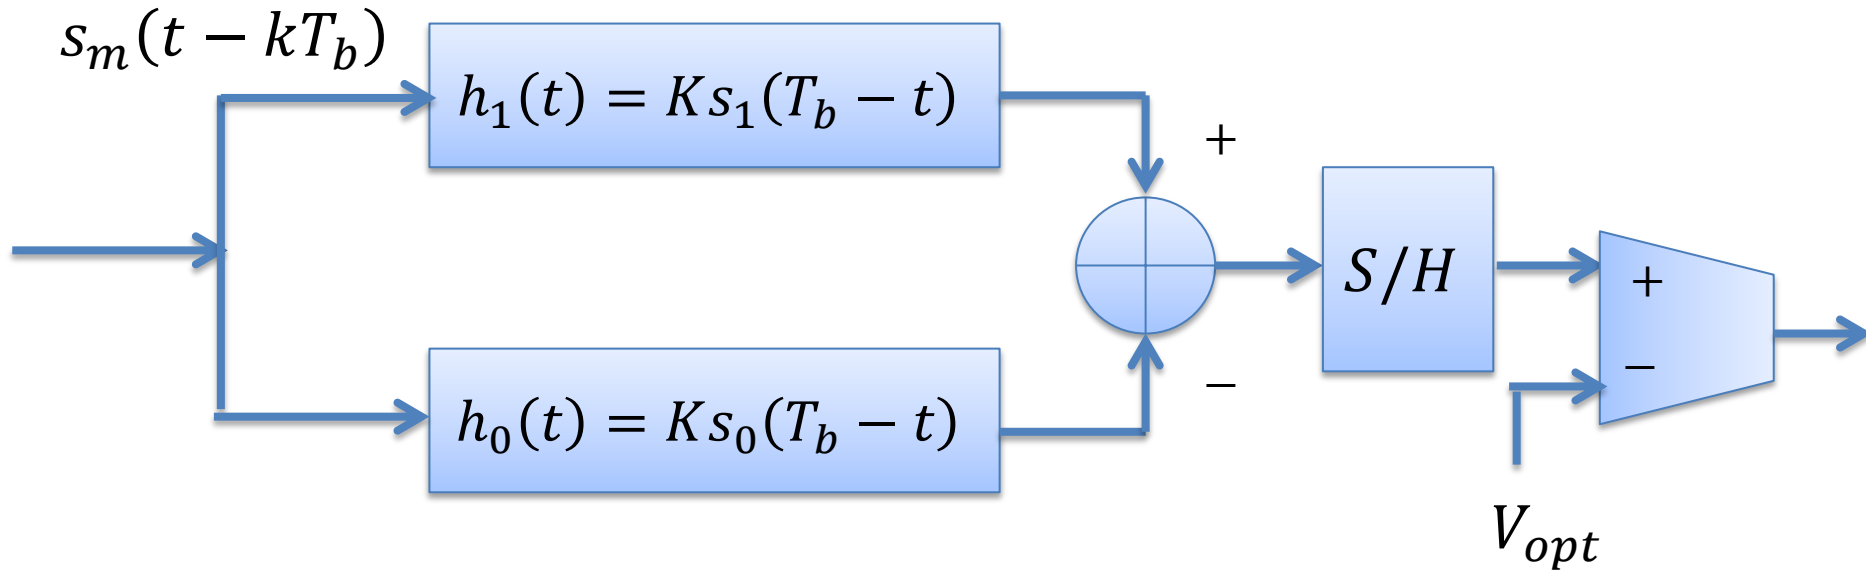 s_m(t − kT_b)
h_1(t) = Ks_1(T_b − t)
+
S/H
+
−
h_0(t) = Ks_0(T_b − t)
−
V_opt